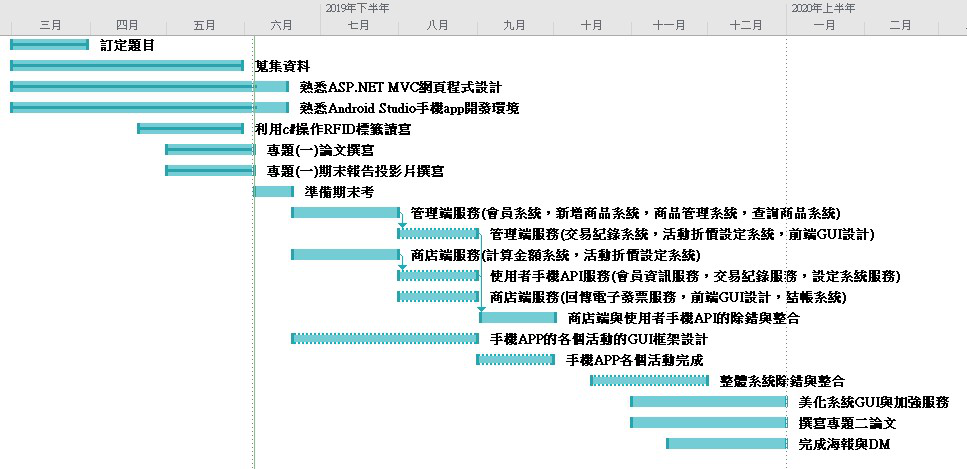 2019年下半年
2020年上半年
三月
四月
五月
六月
七月
八月
九月
十月
十一月
十二月
一月
二月
訂定題目
蒐集資料
熟悉ASP.NET MVC網頁程式設計
熟悉Android Studio手機app開發環境
利用c#操作RFID標籤讀寫
專題(一)論文撰寫
專題(一)期末報告投影片撰寫
準備期末考
管理端服務(會員系統，新增商品系統，商品管理系統，查詢商品系統)
管理端服務(交易紀錄系統，活動折價設定系統，前端GUI設計)
商店端服務(計算金額系統，活動折價設定系統)
使用者手機API服務(會員資訊服務，交易紀錄服務，設定系統服務)
商店端服務(回傳電子發票服務，前端GUI設計，結帳系統)
商店端與使用者手機API的除錯與整合
手機APP的各個活動的GUI框架設計
手機APP各個活動完成
整體系統除錯與整合
美化系統GUI與加強服務
撰寫專題二論文
完成海報與DM